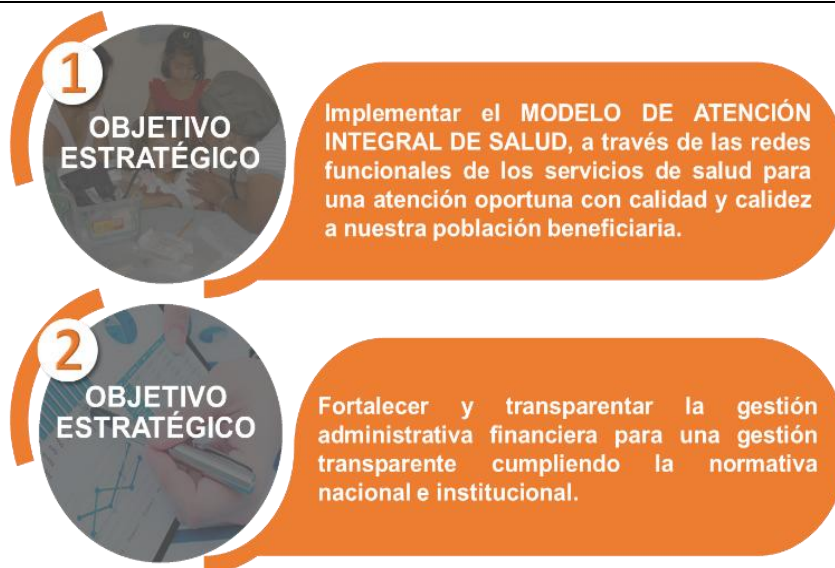 1
OBJETIVO
ESTRATÉGICO
Implementar el MODELO DE ATENCIÓN
INTEGRAL DE SALUD, a través de las redes
funcionales de los servicios de salud para
una atención oportuna con calidad y calidez
a nuestra población beneficiaria.
2
OBJETIVO
ESTRATÉGICO
Fortalecer y transparentar la gestión
administrativa financiera para una gestión
transparente cumpliendo la normativa
nacional e institucional.